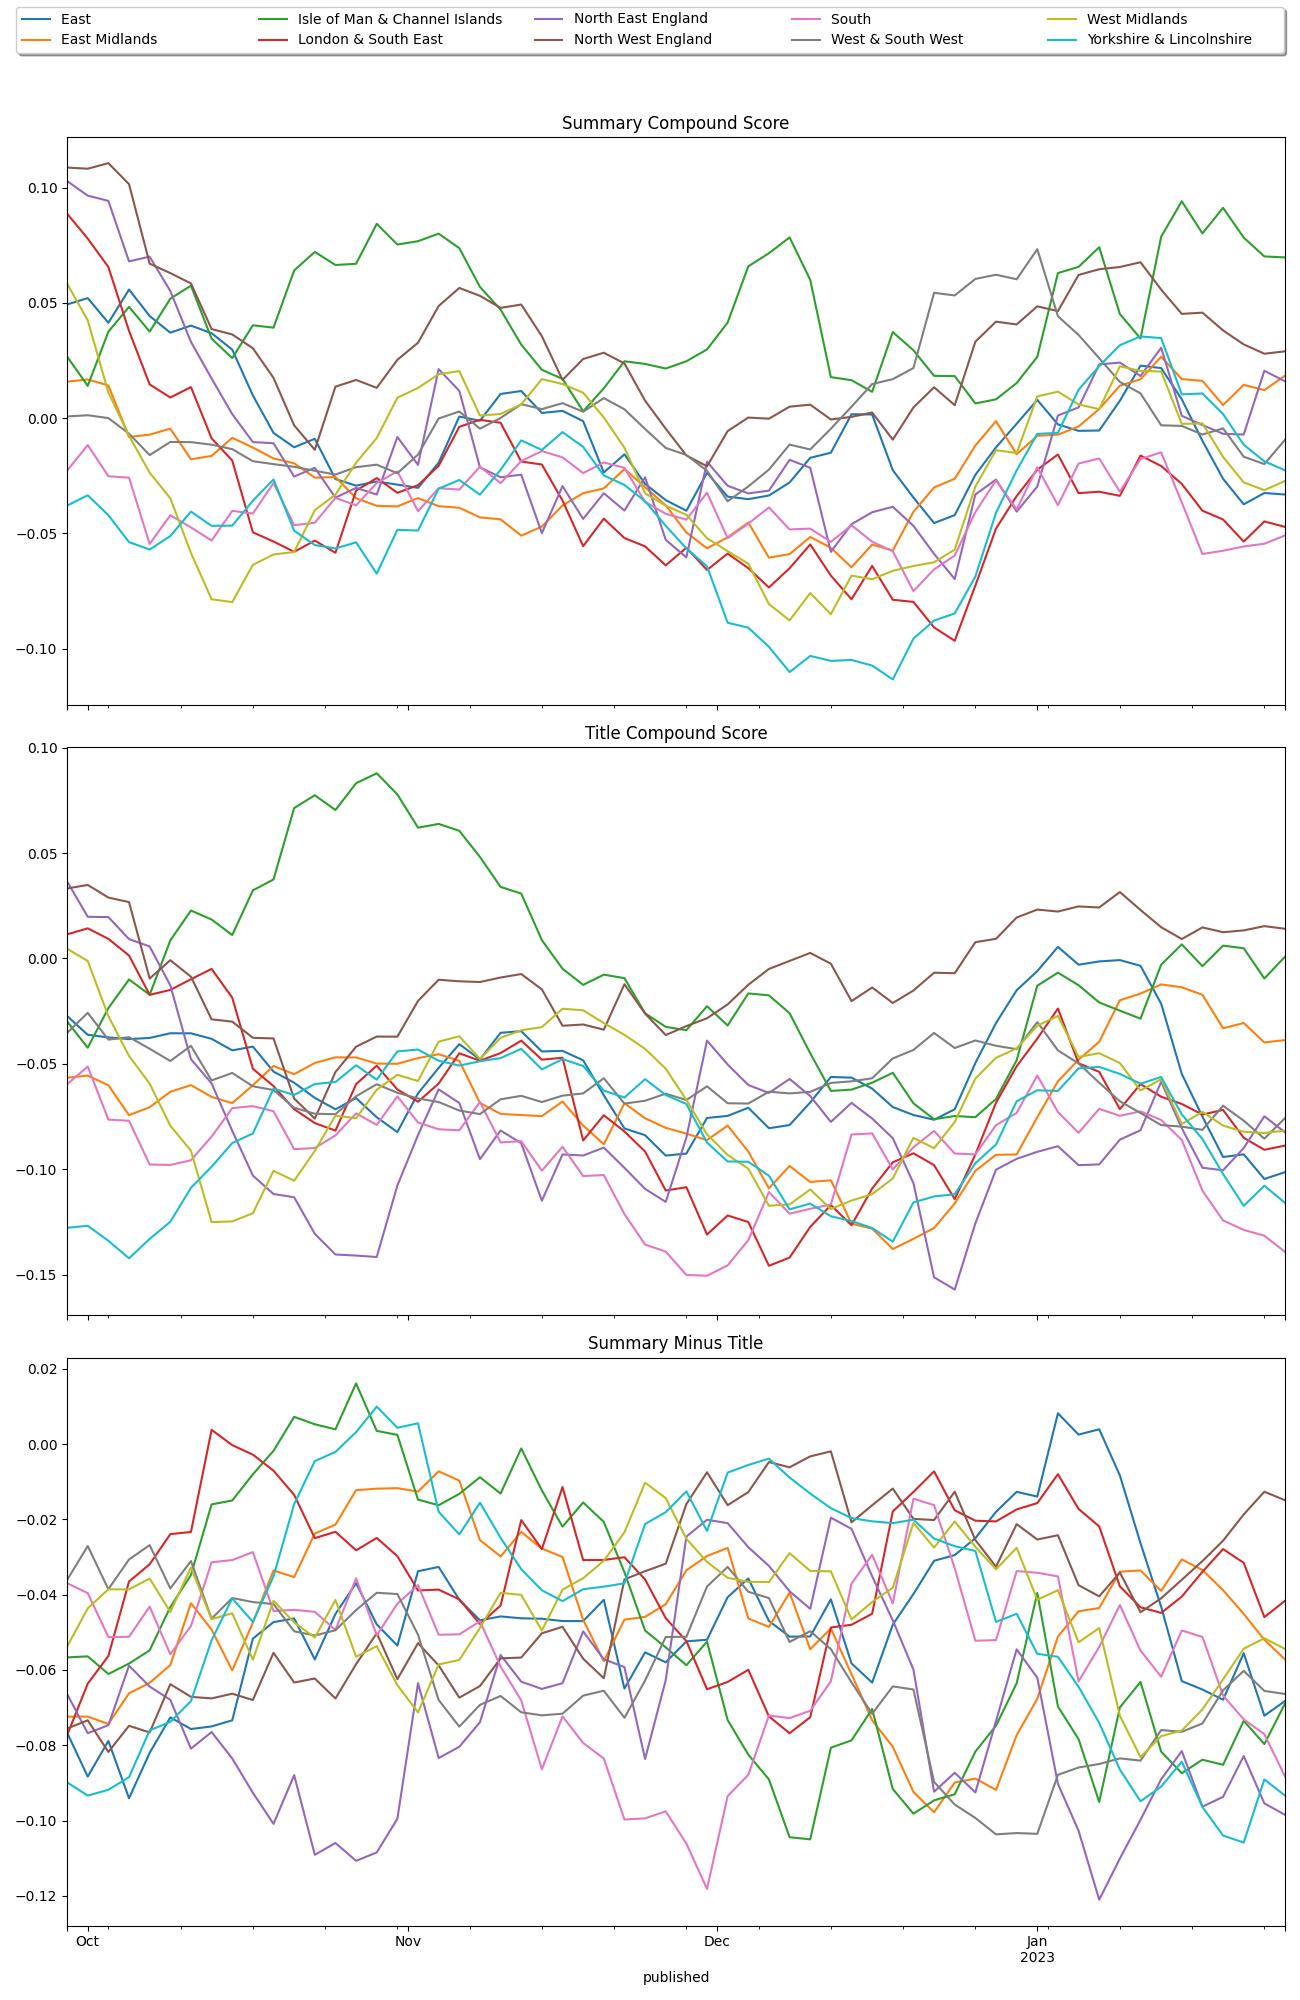 East Isle of Man & Channel Islands North East England South West Midlands
East Midlands London & South East North West England West & South West Yorkshire & Lincolnshire
Summary Compound Score
0.10
0.05
0.00
−0.05
−0.10
Title Compound Score
0.10
0.05
0.00
−0.05
−0.10
−0.15
Summary Minus Title
0.02
0.00
−0.02
−0.04
−0.06
−0.08
−0.10
−0.12
Oct Nov Dec Jan
2023
published